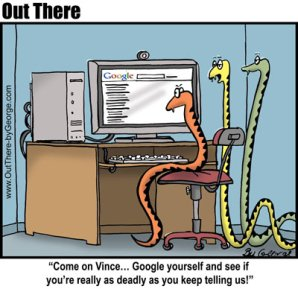 Out There
Google
www.OutThere-byGeorge.com
"Come on Vince... Google yourself and see if
you're really as deadly as you keep telling us!"